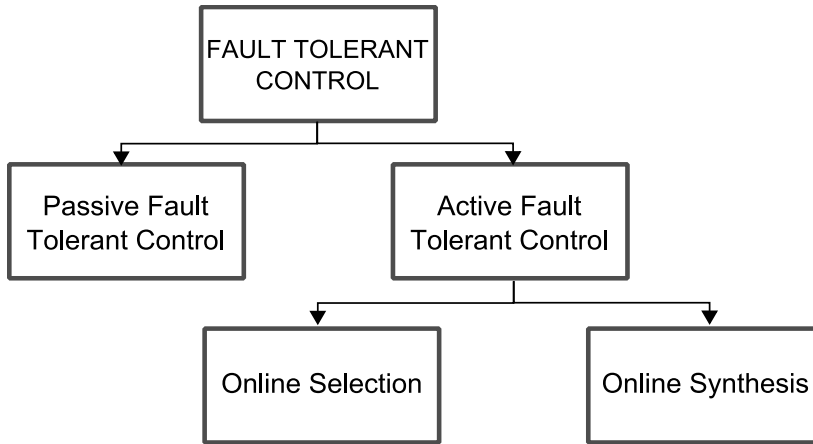 FAULT TOLERANT
CONTROL
Passive Fault
Tolerant Control
Active Fault
Tolerant Control
Online Selection
Online Synthesis